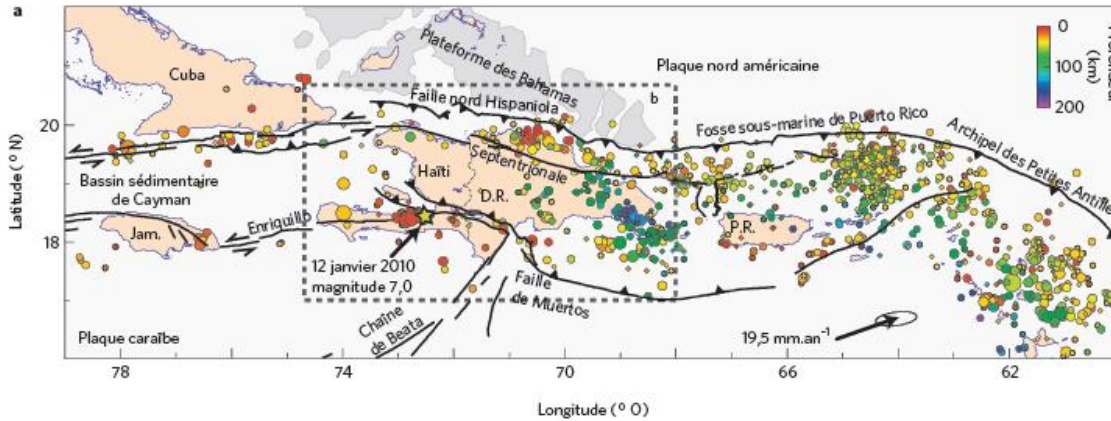 a
Cuba
Plateforme des Bahamas
Plaque nord américaine
0
100
200
(km)
b
Faille nord Hispaniola
Fosse sous-marine de Puerto Rico
Archipel des Petites Antilles
Septentrionale
Haïti
D.R.
P.R.
Bassin sédimentaire
de Cayman
Jam.
Enriquillo
12 janvier 2010
magnitude 7,0
Faille
de Muertos
Chaîne
de Beata
19,5 mm.an⁻¹
Plaque caraïbe
Latitude (° N)
20
18
78
74
72
70
66
62
Longitude (° O)